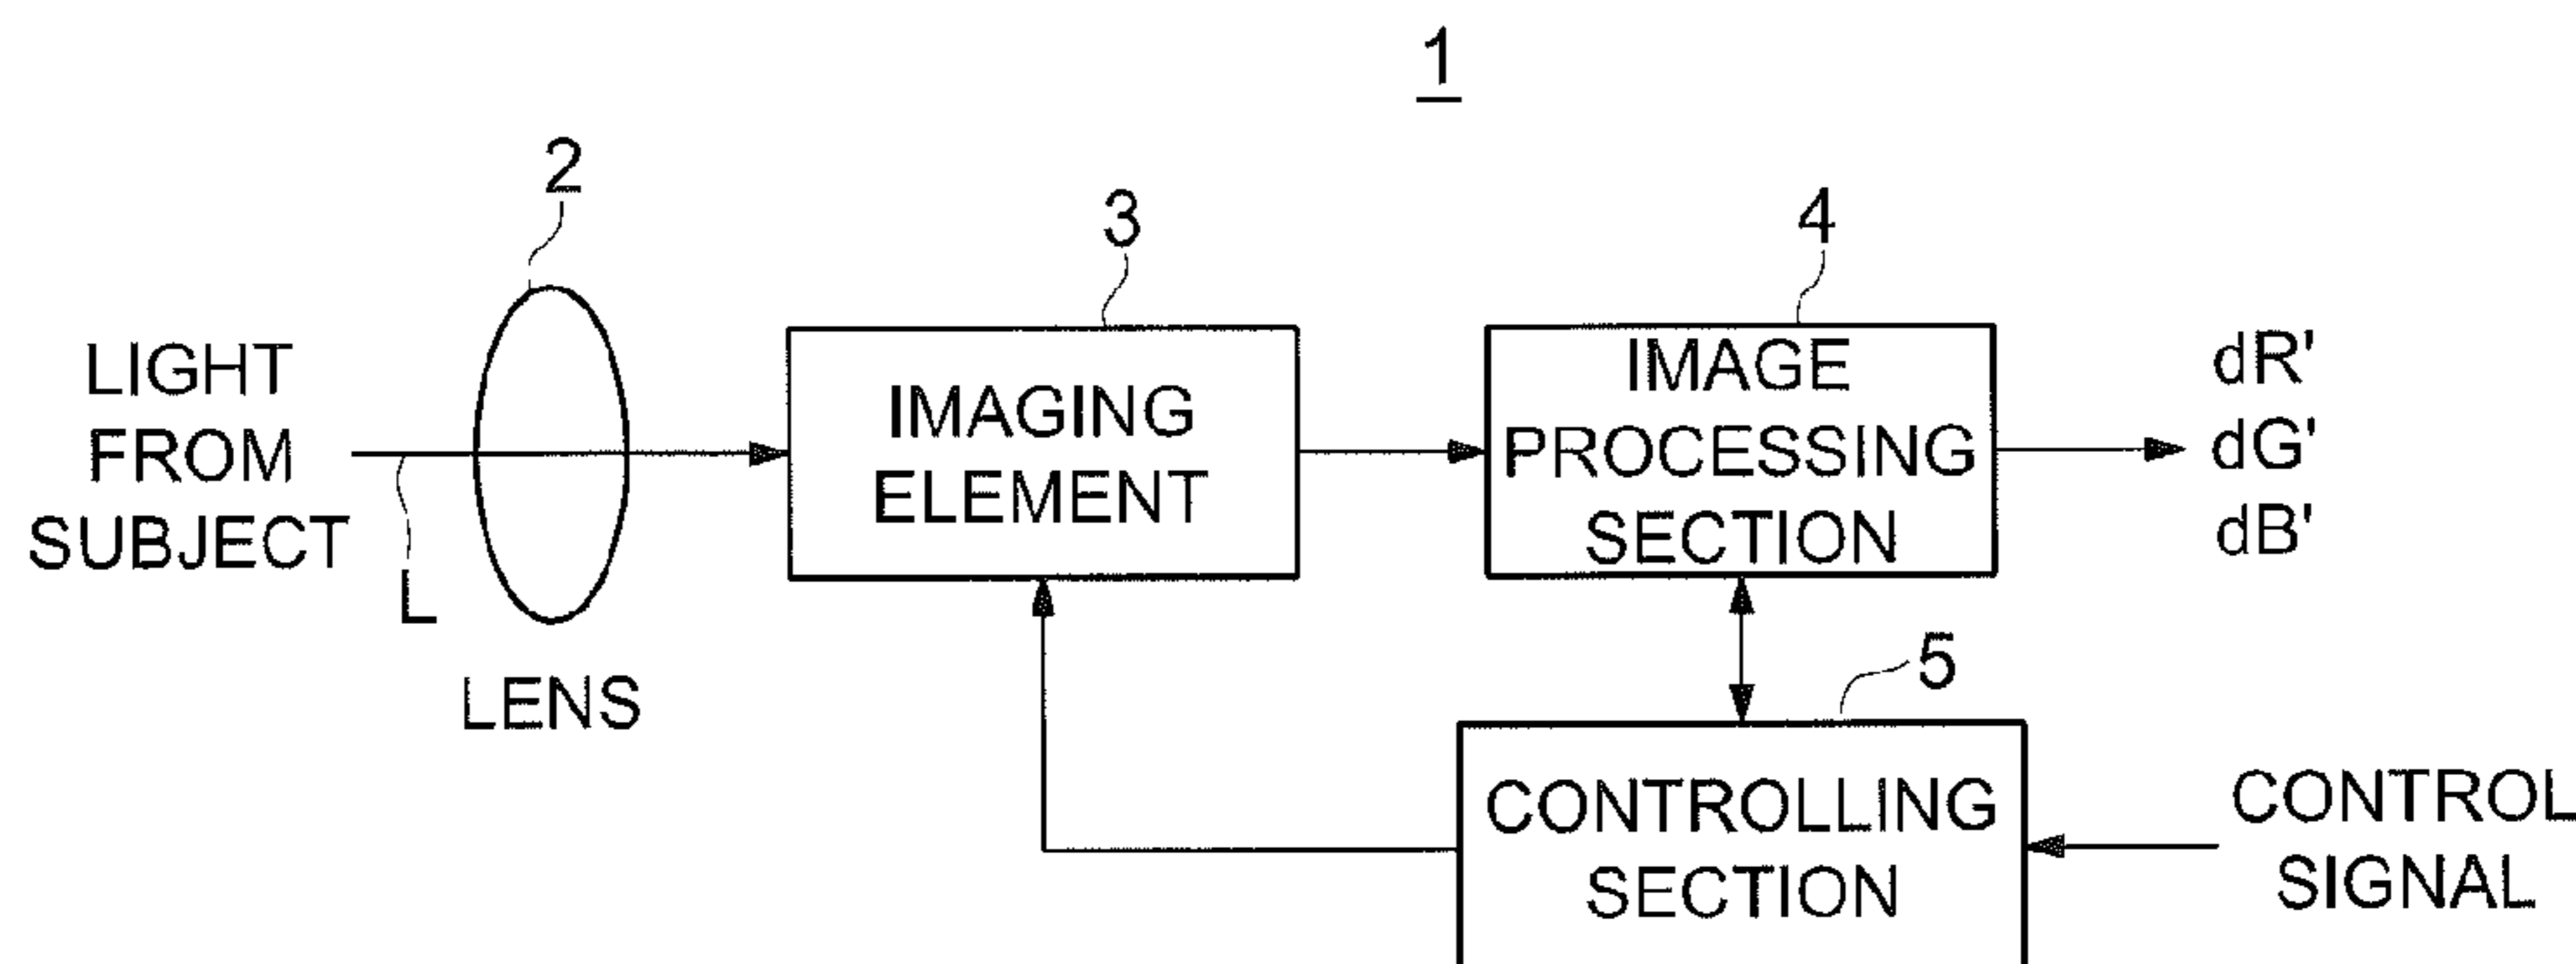 1
2
3
4
LIGHT
FROM
SUBJECT
L
LENS
IMAGING
ELEMENT
IMAGE
PROCESSING
SECTION
dR'
dG'
dB'
5
CONTROLLING
SECTION
CONTROL
SIGNAL